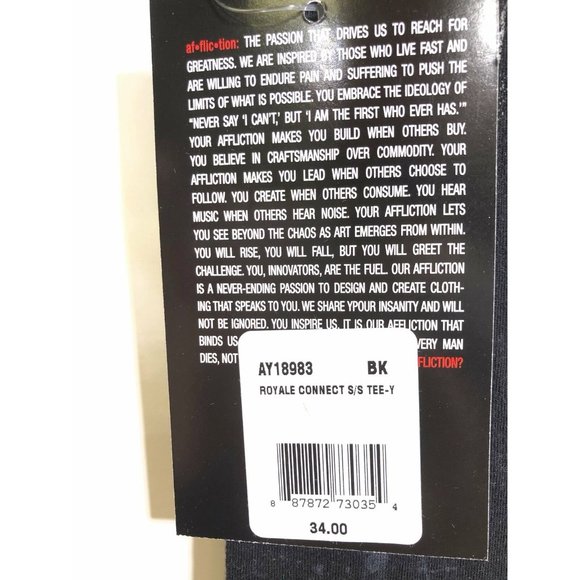 af•flic•tion: THE PASSION THAT DRIVES US TO REACH FOR
GREATNESS. WE ARE INSPIRED BY THOSE WHO LIVE FAST AND
ARE WILLING TO ENDURE PAIN AND SUFFERING TO PUSH THE
LIMITS OF WHAT IS POSSIBLE. YOU EMBRACE THE IDEOLOGY OF
"NEVER SAY 'I CAN'T,' BUT 'I AM THE FIRST WHO EVER HAS.'"
YOUR AFFLICTION MAKES YOU BUILD WHEN OTHERS BUY.
YOU BELIEVE IN CRAFTSMANSHIP OVER COMMODITY. YOUR
AFFLICTION MAKES YOU LEAD WHEN OTHERS CHOOSE TO
FOLLOW. YOU CREATE WHEN OTHERS CONSUME. YOU HEAR
MUSIC WHEN OTHERS HEAR NOISE. YOUR AFFLICTION LETS
YOU SEE BEYOND THE CHAOS AS ART EMERGES FROM WITHIN.
YOU WILL RISE, YOU WILL FALL, BUT YOU WILL GREET THE
CHALLENGE. YOU, INNOVATORS, ARE THE FUEL. OUR AFFLICTION
IS A NEVER-ENDING PASSION TO DESIGN AND CREATE CLOTH-
ING THAT SPEAKS TO YOU. WE SHARE YPOUR INSANITY AND WILL
NOT BE IGNORED. YOU INSPIRE US. IT IS OUR AFFLICTION THAT
BINDS US VERY MAN
DIES, NOT FLICTION?
AY18983 BK
ROYALE CONNECT S/S TEE-Y
8 87872 73035 4
34.00